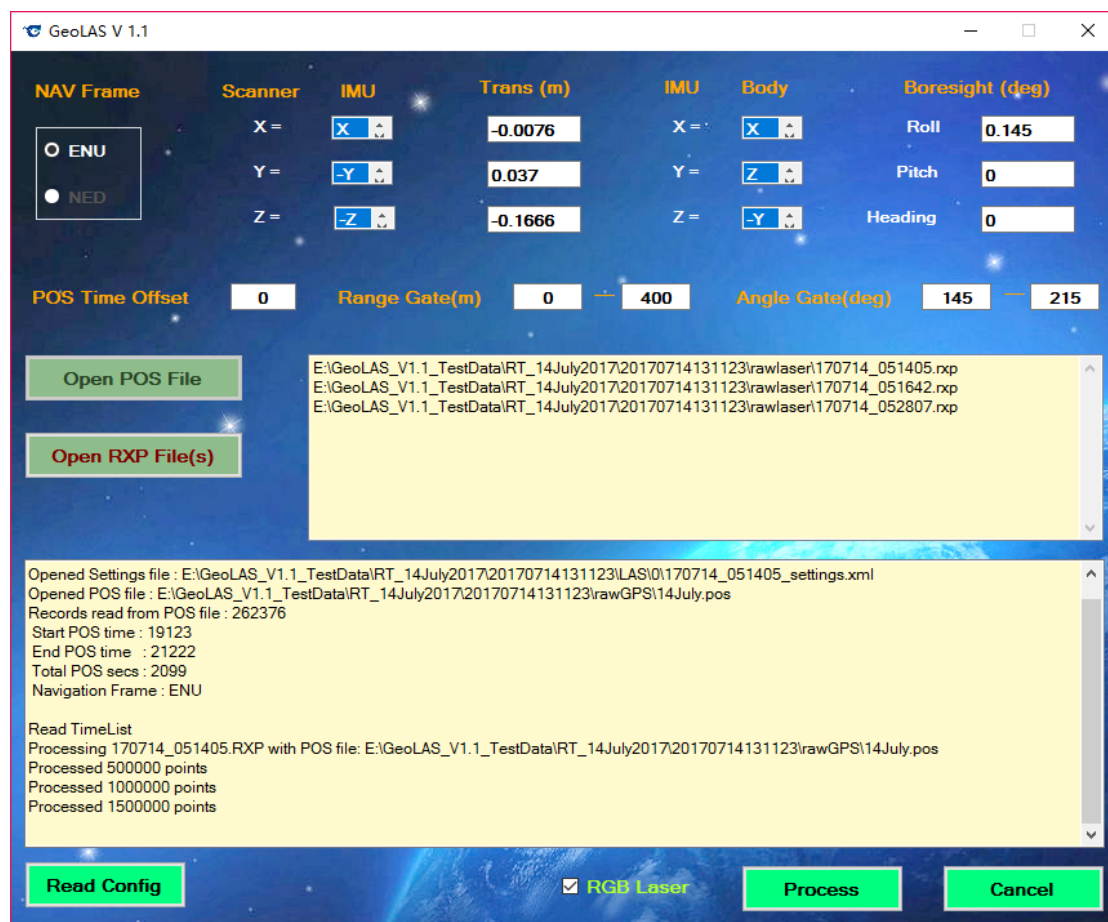 GeoLAS V 1.1
NAV Frame Scanner IMU Trans (m) IMU Body Boresight (deg)
X = X -0.0076 X = X Roll 0.145
ENU
Y = -Y 0.037 Y = Z Pitch 0
NED
Z = -Z -0.1666 Z = -Y Heading 0
POS Time Offset 0 Range Gate(m) 0 — 400 Angle Gate(deg) 145 — 215
Open POS File
Open RXP File(s)
E:\GeoLAS_V1.1_TestData\RT_14July2017\20170714131123\rawlaser\170714_051405.rxp
E:\GeoLAS_V1.1_TestData\RT_14July2017\20170714131123\rawlaser\170714_051642.rxp
E:\GeoLAS_V1.1_TestData\RT_14July2017\20170714131123\rawlaser\170714_052807.rxp
Opened Settings file : E:\GeoLAS_V1.1_TestData\RT_14July2017\20170714131123\LAS\0\170714_051405_settings.xml
Opened POS file : E:\GeoLAS_V1.1_TestData\RT_14July2017\20170714131123\rawGPS\14July.pos
Records read from POS file : 262376
Start POS time : 19123
End POS time : 21222
Total POS secs : 2099
Navigation Frame : ENU
Read TimeList
Processing 170714_051405.RXP with POS file: E:\GeoLAS_V1.1_TestData\RT_14July2017\20170714131123\rawGPS\14July.pos
Processed 500000 points
Processed 1000000 points
Processed 1500000 points
Read Config RGB Laser Process Cancel